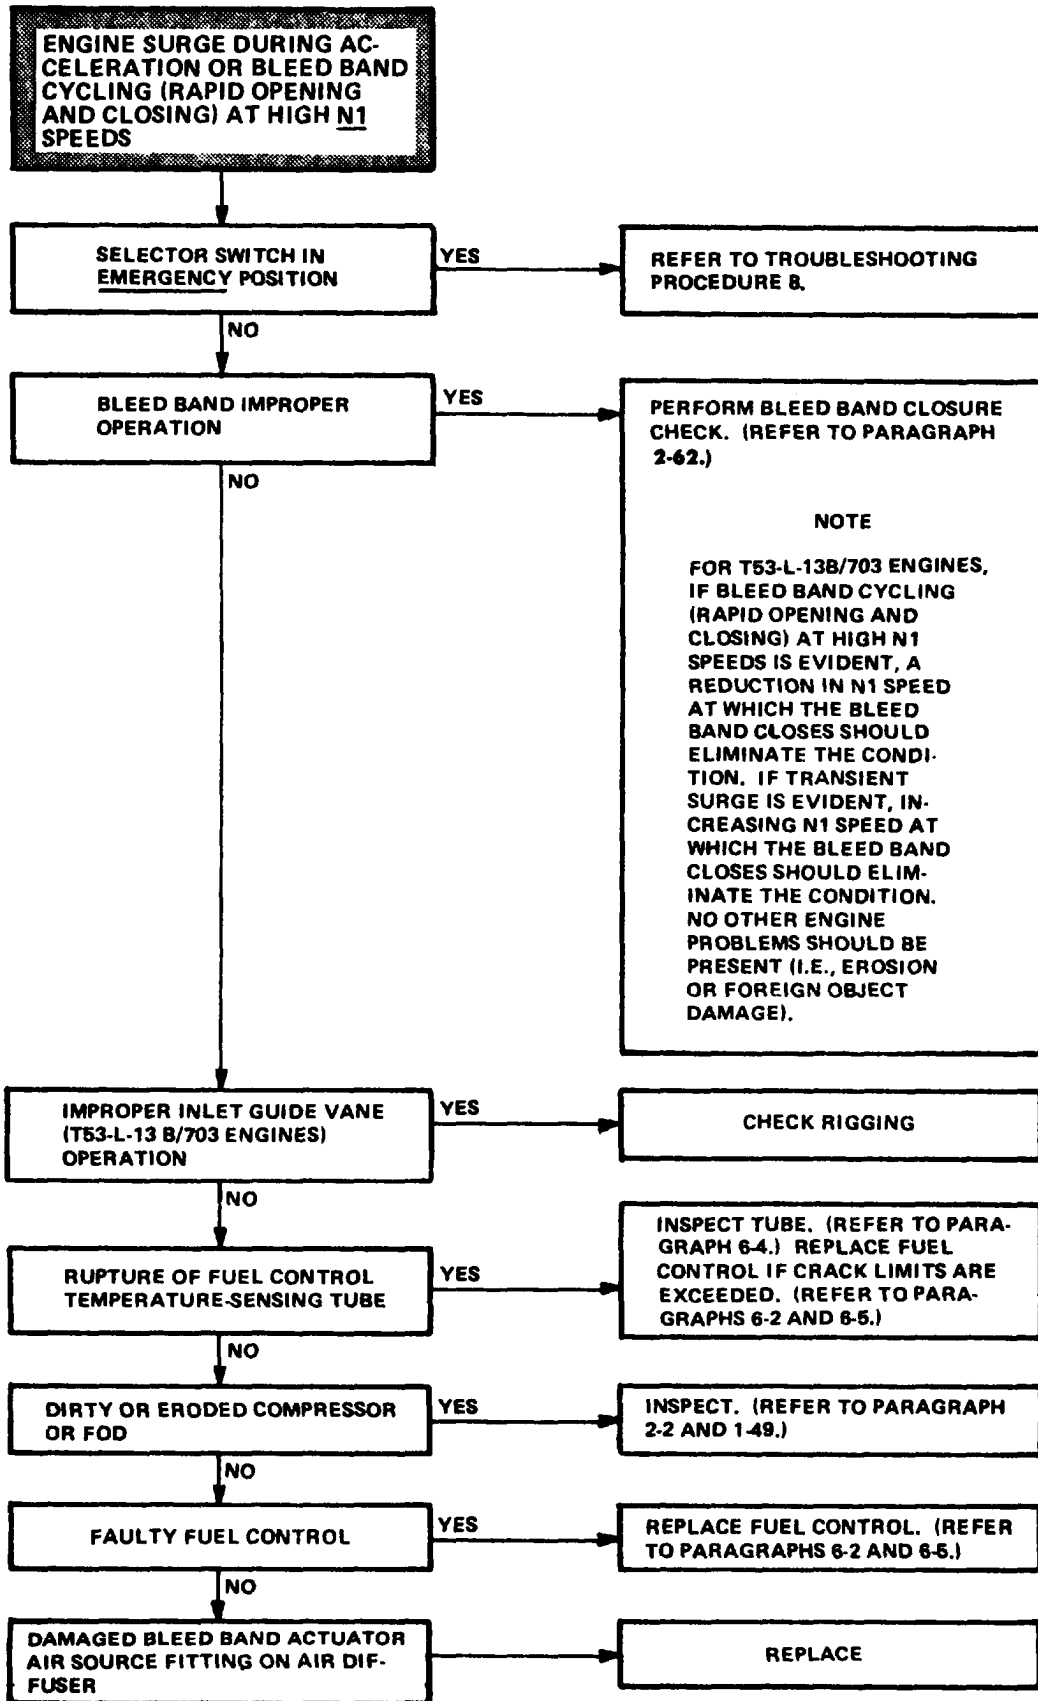 ENGINE SURGE DURING AC-
CELERATION OR BLEED BAND
CYCLING (RAPID OPENING
AND CLOSING) AT HIGH N1
SPEEDS
SELECTOR SWITCH IN
EMERGENCY POSITION
YES
REFER TO TROUBLESHOOTING
PROCEDURE 8.
NO
BLEED BAND IMPROPER
OPERATION
YES
PERFORM BLEED BAND CLOSURE
CHECK. (REFER TO PARAGRAPH
2-62.)
NOTE
FOR T53-L-13B/703 ENGINES,
IF BLEED BAND CYCLING
(RAPID OPENING AND
CLOSING) AT HIGH N1
SPEEDS IS EVIDENT, A
REDUCTION IN N1 SPEED
AT WHICH THE BLEED
BAND CLOSES SHOULD
ELIMINATE THE CONDI-
TION. IF TRANSIENT
SURGE IS EVIDENT, IN-
CREASING N1 SPEED AT
WHICH THE BLEED BAND
CLOSES SHOULD ELIM-
INATE THE CONDITION.
NO OTHER ENGINE
PROBLEMS SHOULD BE
PRESENT (I.E., EROSION
OR FOREIGN OBJECT
DAMAGE).
NO
IMPROPER INLET GUIDE VANE
(T53-L-13 B/703 ENGINES)
OPERATION
YES
CHECK RIGGING
NO
RUPTURE OF FUEL CONTROL
TEMPERATURE-SENSING TUBE
YES
INSPECT TUBE. (REFER TO PARA-
GRAPH 6-4.) REPLACE FUEL
CONTROL IF CRACK LIMITS ARE
EXCEEDED. (REFER TO PARA-
GRAPHS 6-2 AND 6-5.)
NO
DIRTY OR ERODED COMPRESSOR
OR FOD
YES
INSPECT. (REFER TO PARAGRAPH
2-2 AND 1-49.)
NO
FAULTY FUEL CONTROL
YES
REPLACE FUEL CONTROL. (REFER
TO PARAGRAPHS 6-2 AND 6-5.)
NO
DAMAGED BLEED BAND ACTUATOR
AIR SOURCE FITTING ON AIR DIF-
FUSER
REPLACE